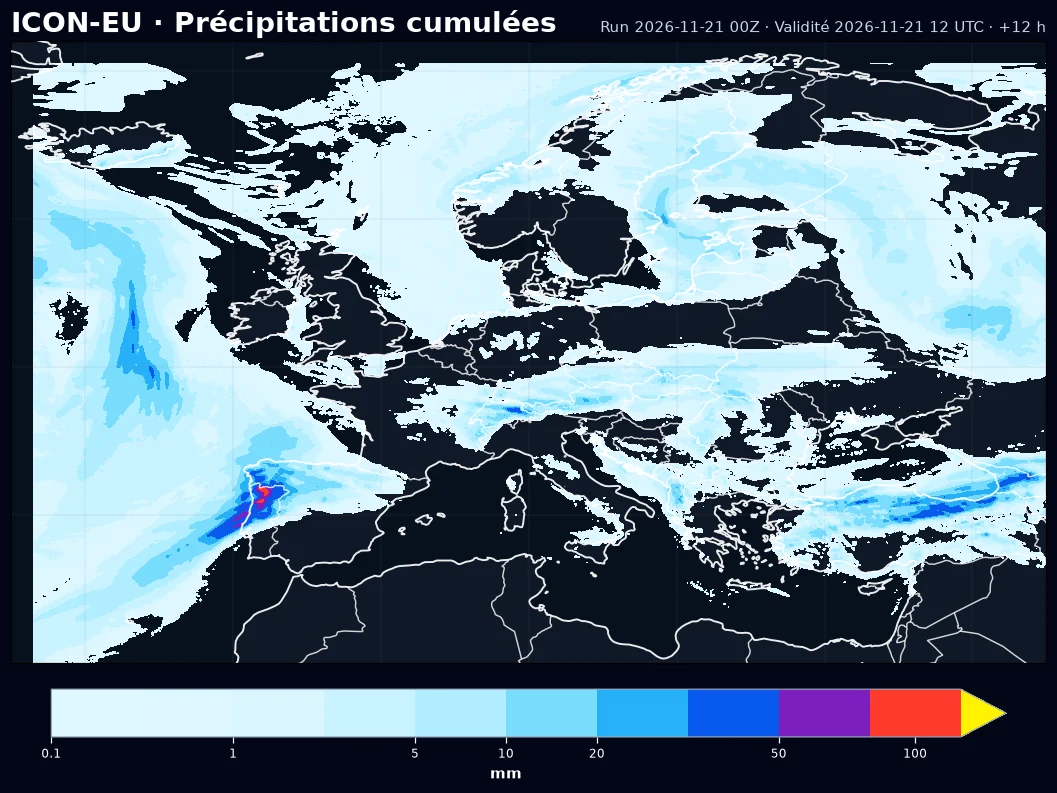 ICON-EU · Précipitations cumulées
Run 2026-11-21 00Z · Validité 2026-11-21 12 UTC · +12 h
0.1 1 5 10 20 50 100
mm